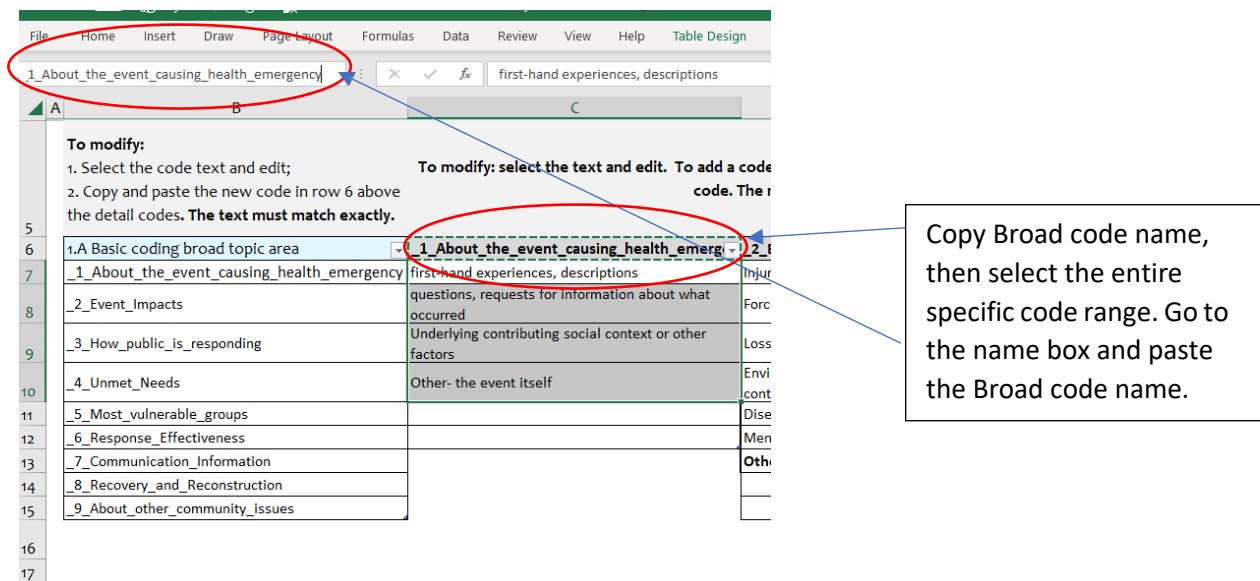 File Home Insert Draw Page Layout Formulas Data Review View Help Table Design
_1_About_the_event_causing_health_emergency fx first-hand experiences, descriptions
A B C
To modify:
1. Select the code text and edit;
2. Copy and paste the new code in row 6 above
the detail codes. The text must match exactly.
To modify: select the text and edit. To add a code
code. The
5
6 1.A Basic coding broad topic area _1_About_the_event_causing_health_emerge
7 _1_About_the_event_causing_health_emergency first-hand experiences, descriptions
8 _2_Event_Impacts questions, requests for information about what
occurred
9 _3_How_public_is_responding Underlying contributing social context or other
factors Loss
10 _4_Unmet_Needs Other- the event itself
11 _5_Most_vulnerable_groups
12 _6_Response_Effectiveness
13 _7_Communication_Information
14 _8_Recovery_and_Reconstruction
15 _9_About_other_community_issues
16
17
Copy Broad code name,
then select the entire
specific code range. Go to
the name box and paste
the Broad code name.